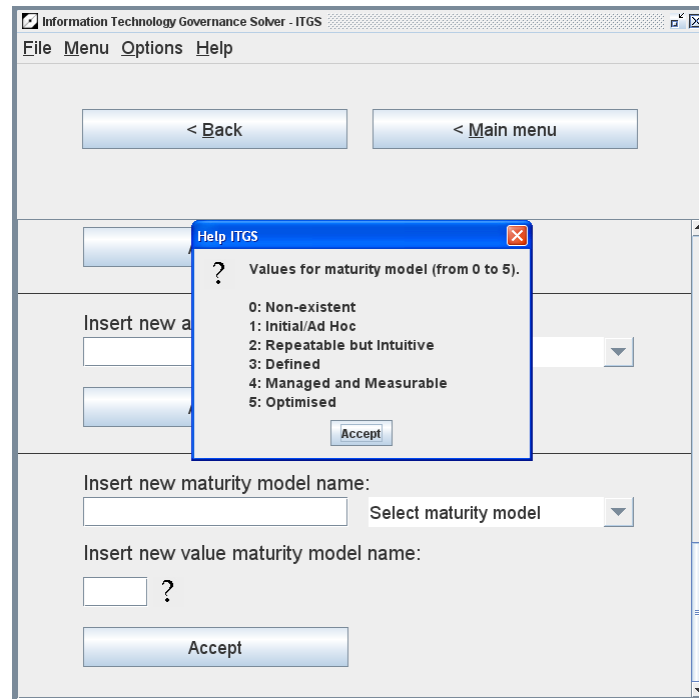 Information Technology Governance Solver - ITGS
File Menu Options Help
< Back
< Main menu
Help ITGS
? Values for maturity model (from 0 to 5).
0: Non-existent
1: Initial/Ad Hoc
2: Repeatable but Intuitive
3: Defined
4: Managed and Measurable
5: Optimised
Accept
Insert new
Insert new maturity model name:
Select maturity model
Insert new value maturity model name:
?
Accept